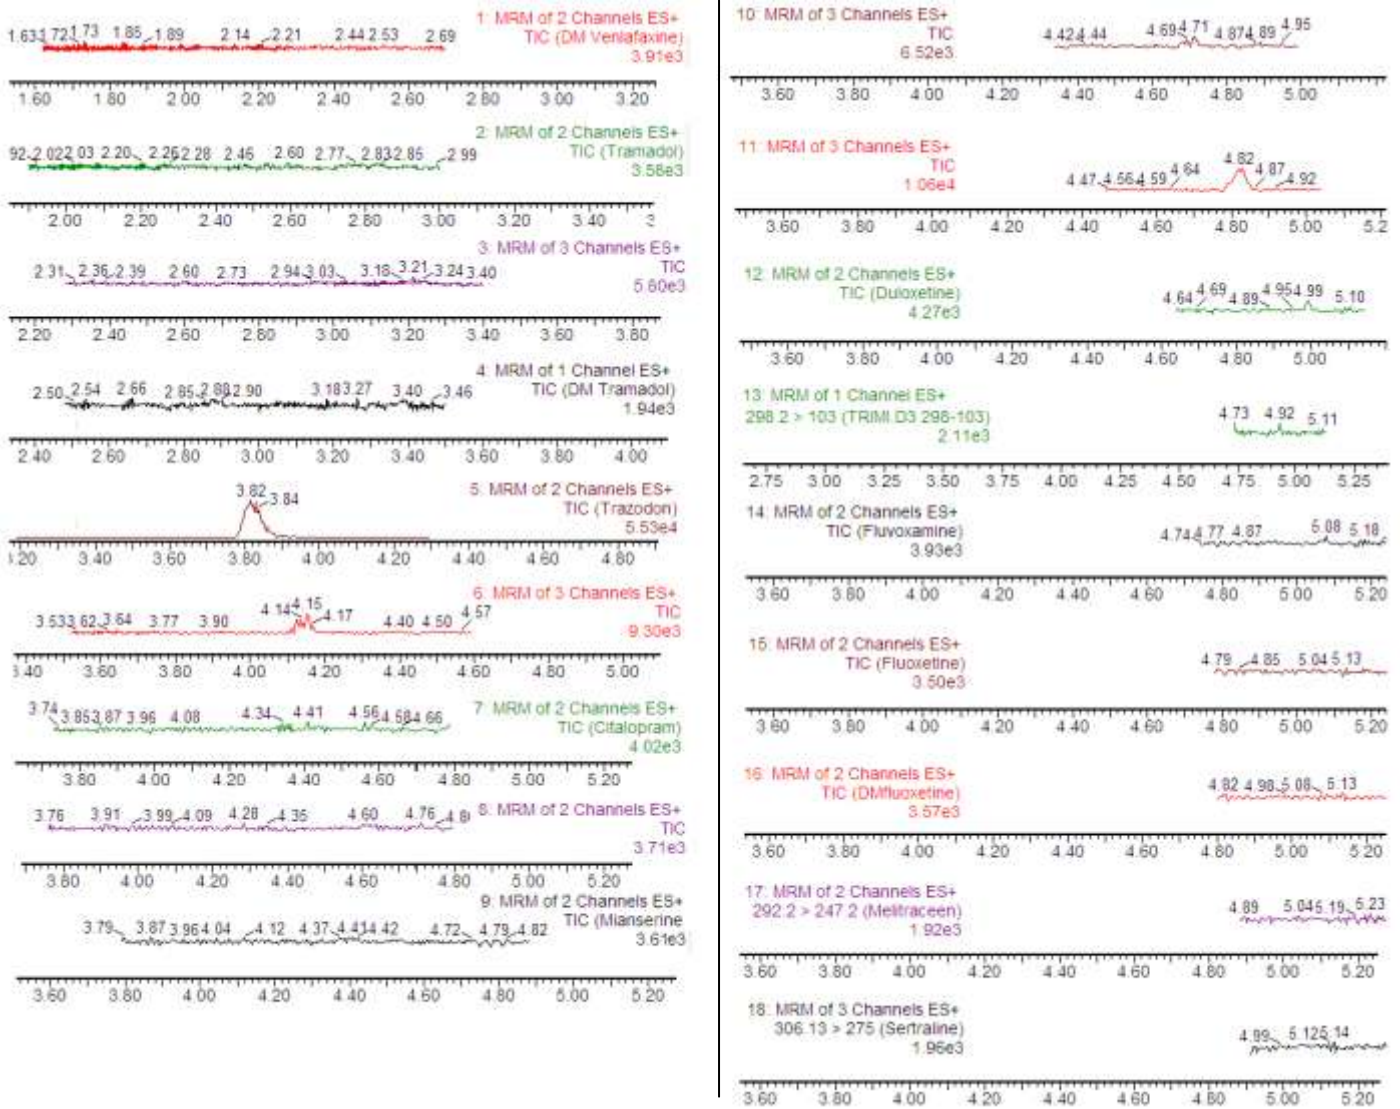 1: MRM of 2 Channels ES+
TIC (DM Venlafaxine)
3.91e3
1.63 1.72 1.73 1.85 1.89 2.14 2.21 2.44 2.53 2.69
1.60 1.80 2.00 2.20 2.40 2.60 2.80 3.00 3.20
2: MRM of 2 Channels ES+
TIC (Tramadol)
3.58e3
92 2.02 2.03 2.20 2.26 2.28 2.46 2.60 2.77 2.83 2.85 2.99
2.00 2.20 2.40 2.60 2.80 3.00 3.20 3.40
3: MRM of 3 Channels ES+
TIC
5.80e3
2.31 2.36 2.39 2.60 2.73 2.94 3.03 3.18 3.21 3.24 3.40
2.20 2.40 2.60 2.80 3.00 3.20 3.40 3.60 3.80
4: MRM of 1 Channel ES+
TIC (DM Tramadol)
1.94e3
2.50 2.54 2.66 2.85 2.88 2.90 3.18 3.27 3.40 3.46
2.40 2.60 2.80 3.00 3.20 3.40 3.60 3.80 4.00
5: MRM of 2 Channels ES+
TIC (Trazodon)
5.53e4
3.82 3.84
3.20 3.40 3.60 3.80 4.00 4.20 4.40 4.60 4.80
6: MRM of 3 Channels ES+
TIC
9.30e3
3.53 3.62 3.64 3.77 3.90 4.14 4.15 4.17 4.40 4.50 4.57
3.40 3.60 3.80 4.00 4.20 4.40 4.60 4.80 5.00
7: MRM of 2 Channels ES+
TIC (Citalopram)
4.02e3
3.74 3.85 3.87 3.96 4.08 4.34 4.41 4.56 4.58 4.66
3.80 4.00 4.20 4.40 4.60 4.80 5.00 5.20
8: MRM of 2 Channels ES+
TIC
3.71e3
3.76 3.91 3.99 4.09 4.28 4.35 4.60 4.76
3.80 4.00 4.20 4.40 4.60 4.80 5.00 5.20
9: MRM of 2 Channels ES+
TIC (Mianserine
3.61e3
3.79 3.87 3.96 4.04 4.12 4.37 4.41 4.42 4.72 4.79 4.82
3.60 3.80 4.00 4.20 4.40 4.60 4.80 5.00 5.20
10: MRM of 3 Channels ES+
TIC
6.52e3
4.42 4.44 4.69 4.71 4.87 4.89 4.95
3.60 3.80 4.00 4.20 4.40 4.60 4.80 5.00
11: MRM of 3 Channels ES+
TIC
1.06e4
4.47 4.56 4.59 4.64 4.82 4.87 4.92
3.60 3.80 4.00 4.20 4.40 4.60 4.80 5.00 5.2
12: MRM of 2 Channels ES+
TIC (Duloxetine)
4.27e3
4.64 4.69 4.89 4.95 4.99 5.10
3.60 3.80 4.00 4.20 4.40 4.60 4.80 5.00
13: MRM of 1 Channel ES+
298.2 > 103 (TRIMI D3 298-103)
2.11e3
4.73 4.92 5.11
2.75 3.00 3.25 3.50 3.75 4.00 4.25 4.50 4.75 5.00 5.25
14: MRM of 2 Channels ES+
TIC (Fluvoxamine)
3.93e3
4.74 4.77 4.87 5.08 5.18
3.60 3.80 4.00 4.20 4.40 4.60 4.80 5.00 5.20
15: MRM of 2 Channels ES+
TIC (Fluoxetine)
3.50e3
4.79 4.85 5.04 5.13
3.60 3.80 4.00 4.20 4.40 4.60 4.80 5.00 5.20
16: MRM of 2 Channels ES+
TIC (DMfluoxetine)
3.57e3
4.82 4.98 5.08 5.13
3.60 3.80 4.00 4.20 4.40 4.60 4.80 5.00 5.20
17: MRM of 2 Channels ES+
292.2 > 247.2 (Melitraceen)
1.92e3
4.89 5.04 5.19 5.23
3.60 3.80 4.00 4.20 4.40 4.60 4.80 5.00 5.20
18: MRM of 3 Channels ES+
306.13 > 275 (Sertraline)
1.96e3
4.99 5.12 5.14
3.60 3.80 4.00 4.20 4.40 4.60 4.80 5.00 5.20